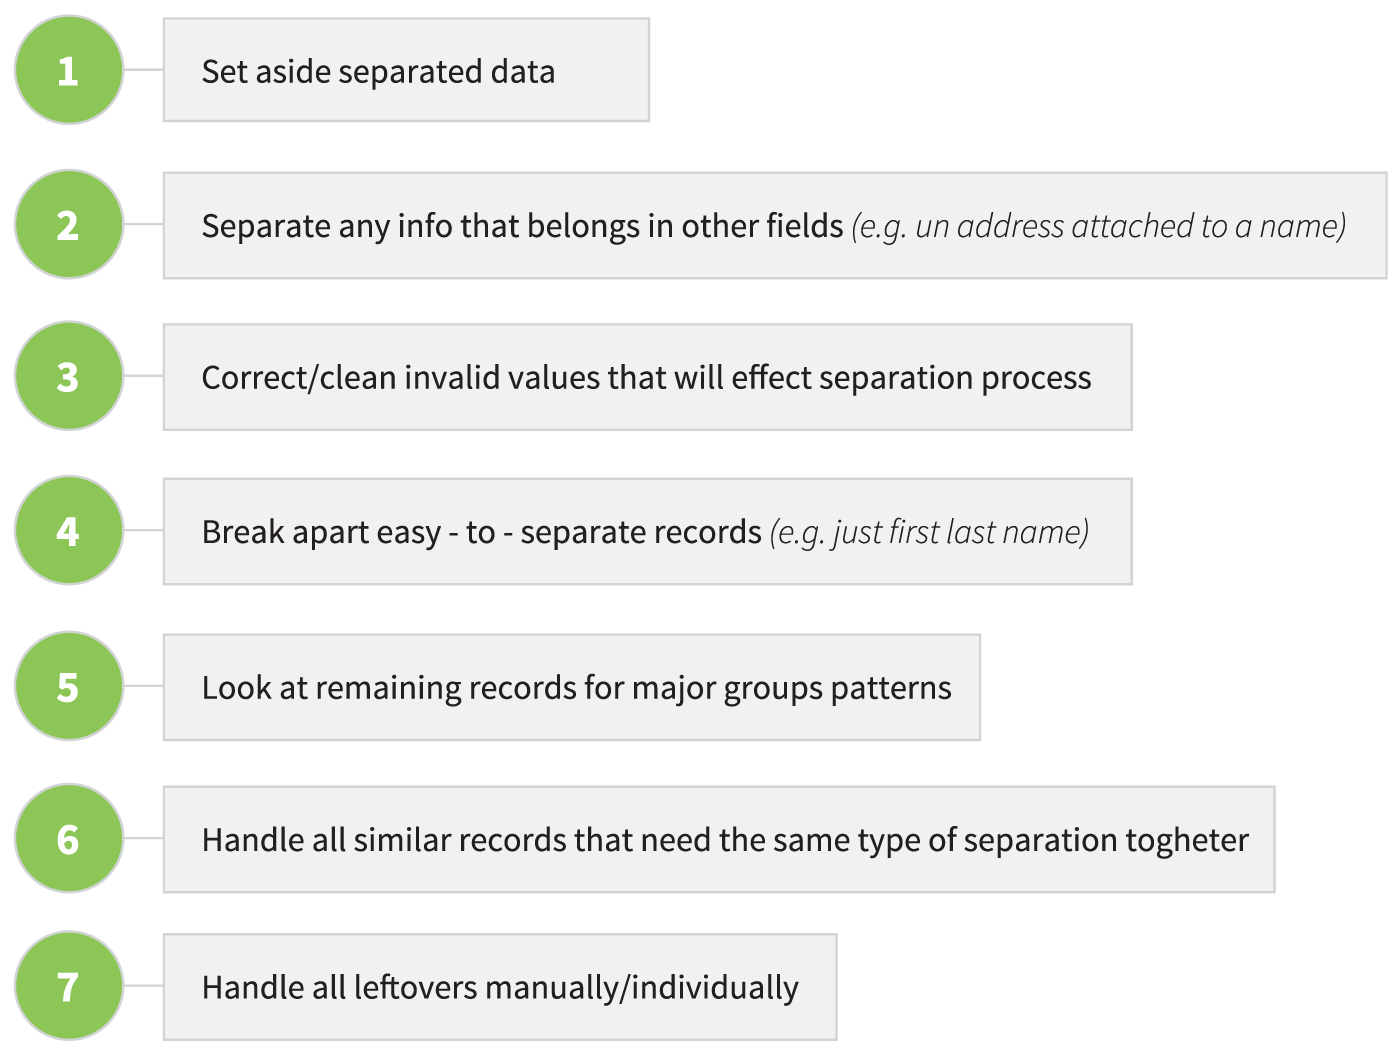 1
Set aside separated data
2
Separate any info that belongs in other fields (e.g. un address attached to a name)
3
Correct/clean invalid values that will effect separation process
4
Break apart easy - to - separate records (e.g. just first last name)
5
Look at remaining records for major groups patterns
6
Handle all similar records that need the same type of separation togheter
7
Handle all leftovers manually/individually